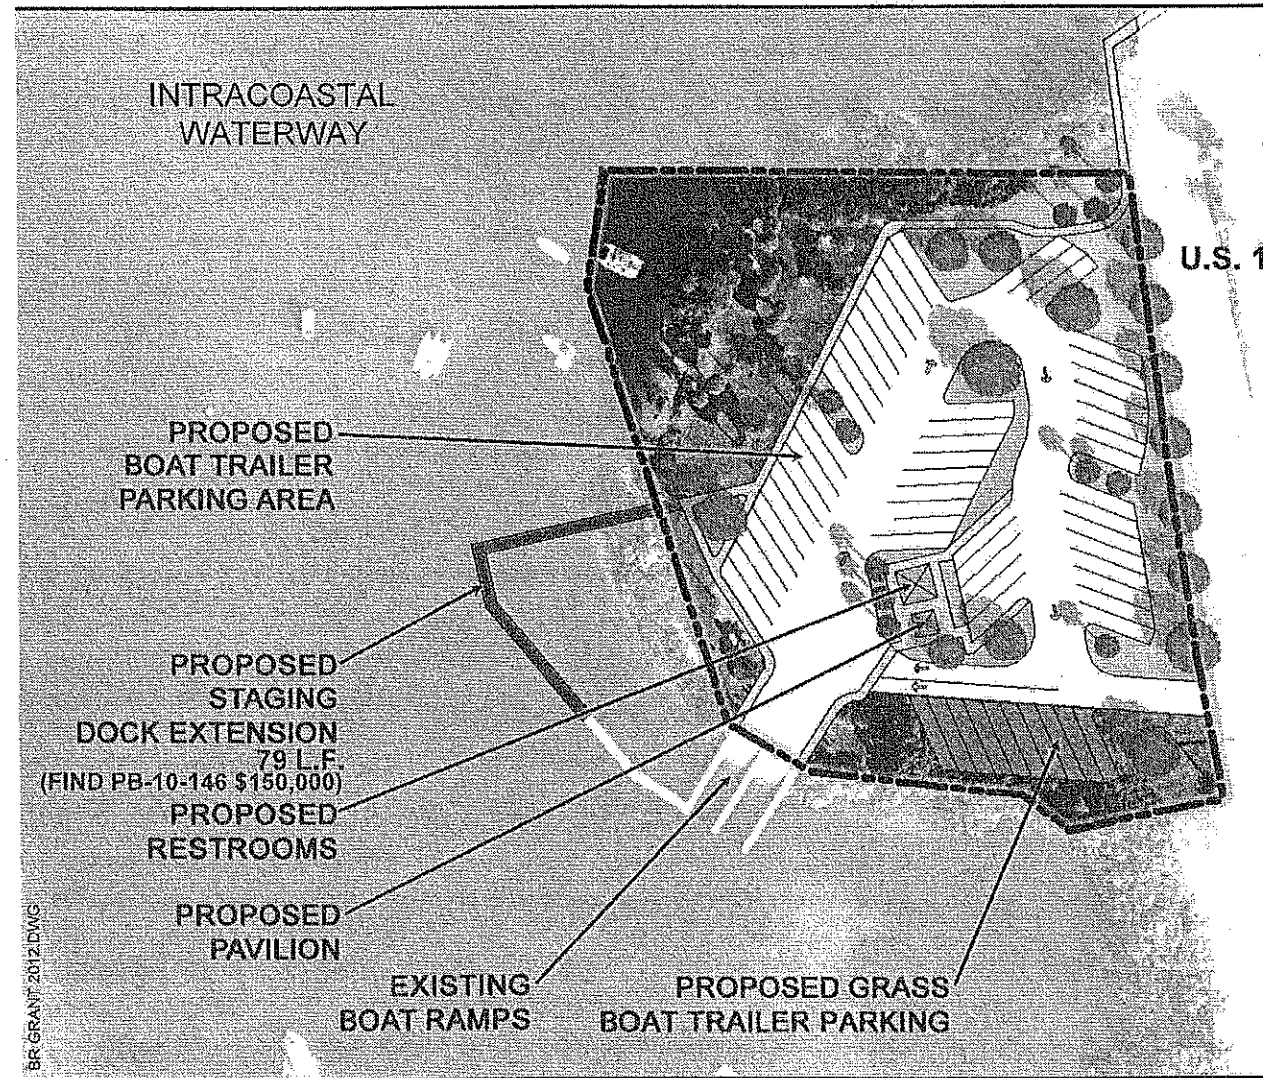 INTRACOASTAL
WATERWAY
U.S. 1
PROPOSED
BOAT TRAILER
PARKING AREA
PROPOSED
STAGING
DOCK EXTENSION
79 L.F.
(FIND PB-10-146 $150,000)
PROPOSED
RESTROOMS
PROPOSED
PAVILION
EXISTING
BOAT RAMPS
PROPOSED GRASS
BOAT TRAILER PARKING
BR GRANT 2012.DWG